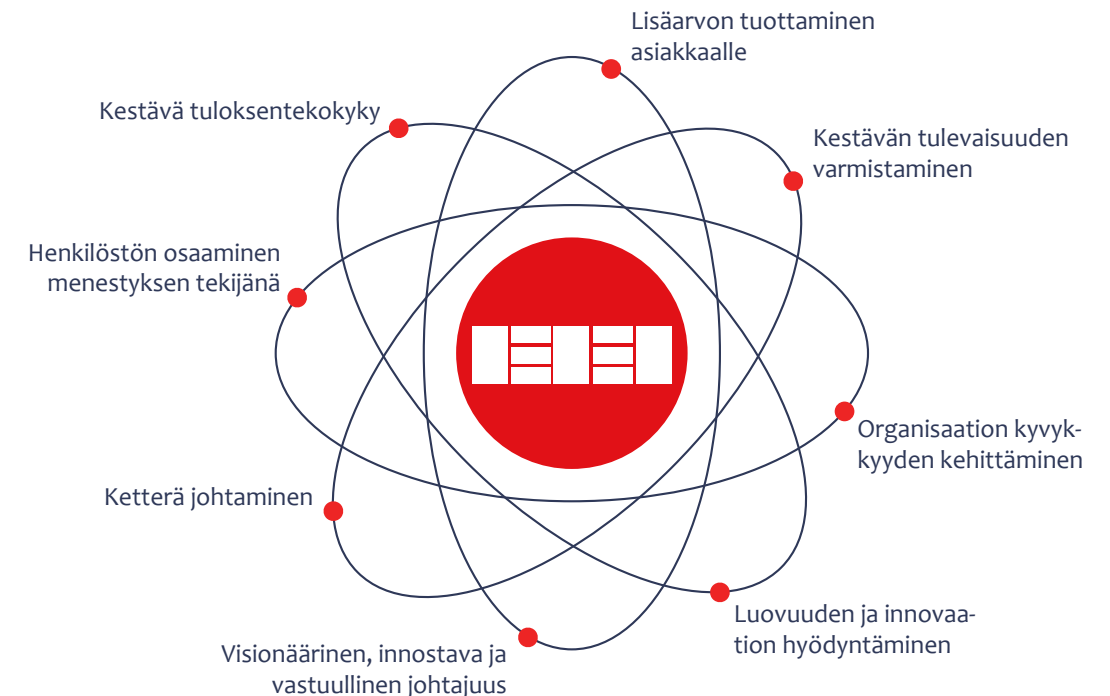 Lisäarvon tuottaminen
asiakkaalle
Kestävän tulevaisuuden
varmistaminen
Organisaation kyvyk-
kyyden kehittäminen
Luovuuden ja innovaa-
tion hyödyntäminen
Visionäärinen, innostava ja
vastuullinen johtajuus
Ketterä johtaminen
Henkilöstön osaaminen
menestyksen tekijänä
Kestävä tuloksentekokyky